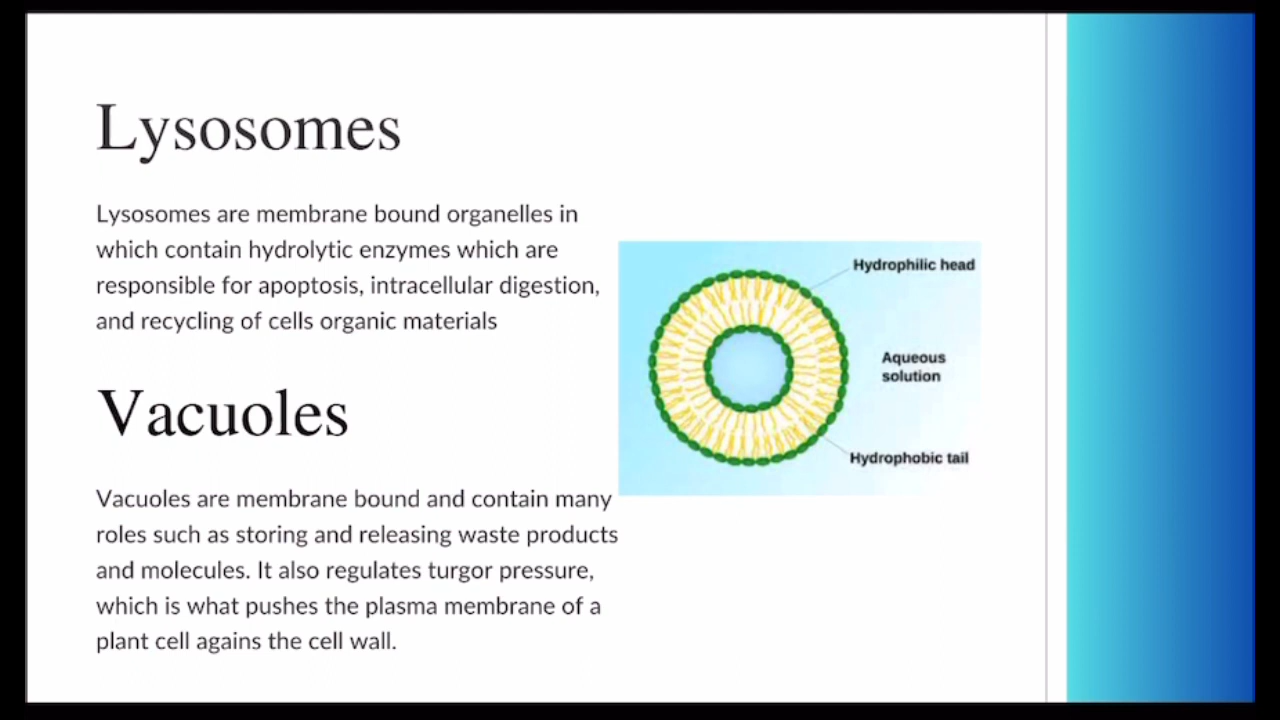 Lysosomes
Lysosomes are membrane bound organelles in
which contain hydrolytic enzymes which are
responsible for apoptosis, intracellular digestion,
and recycling of cells organic materials
Vacuoles
Vacuoles are membrane bound and contain many
roles such as storing and releasing waste products
and molecules. It also regulates turgor pressure,
which is what pushes the plasma membrane of a
plant cell agains the cell wall.
Hydrophilic head
Aqueous
solution
Hydrophobic tail